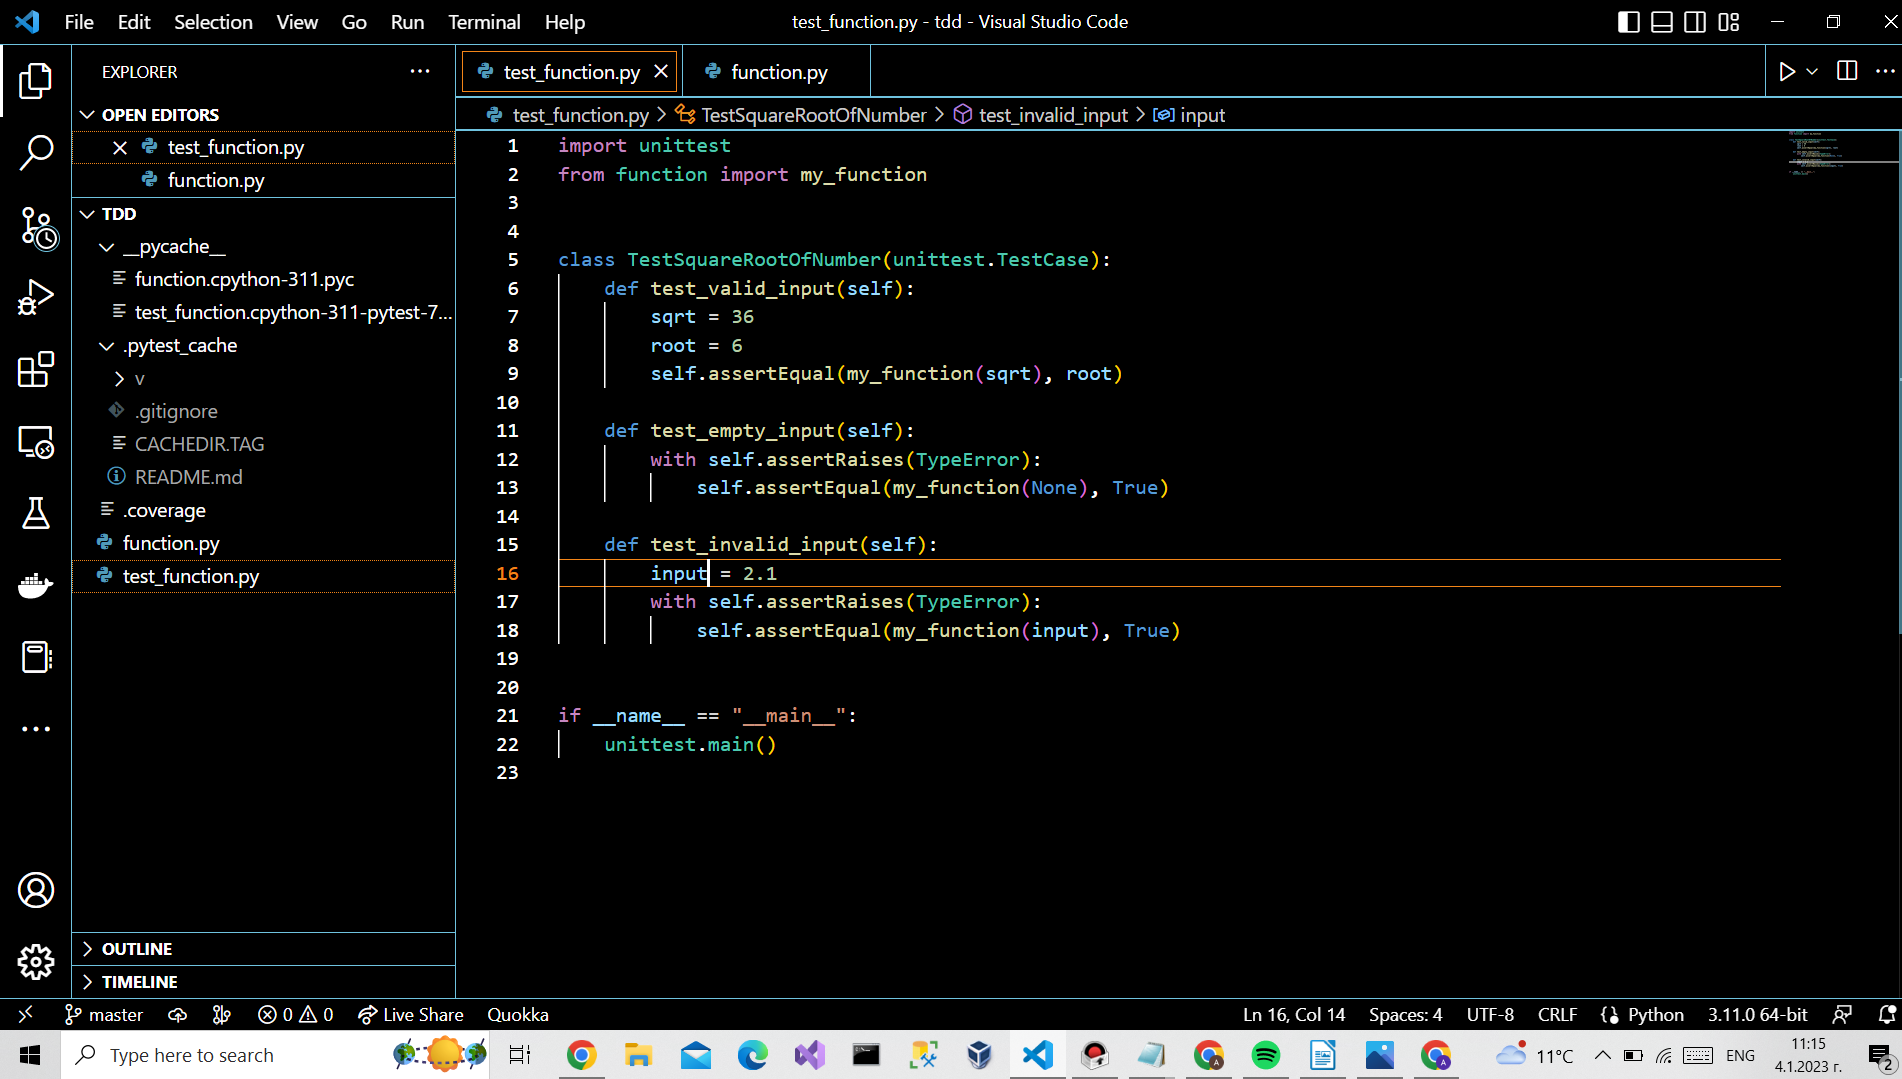 File Edit Selection View Go Run Terminal Help
test_function.py - tdd - Visual Studio Code
EXPLORER
OPEN EDITORS
test_function.py
function.py
TDD
__pycache__
function.cpython-311.pyc
test_function.cpython-311-pytest-7...
.pytest_cache
v
.gitignore
CACHEDIR.TAG
README.md
.coverage
function.py
test_function.py
OUTLINE
TIMELINE
test_function.py function.py
test_function.py > TestSquareRootOfNumber > test_invalid_input > input
1 import unittest
2 from function import my_function
3
4
5 class TestSquareRootOfNumber(unittest.TestCase):
6 def test_valid_input(self):
7 sqrt = 36
8 root = 6
9 self.assertEqual(my_function(sqrt), root)
10
11 def test_empty_input(self):
12 with self.assertRaises(TypeError):
13 self.assertEqual(my_function(None), True)
14
15 def test_invalid_input(self):
16 input = 2.1
17 with self.assertRaises(TypeError):
18 self.assertEqual(my_function(input), True)
19
20
21 if __name__ == "__main__":
22 unittest.main()
23
master 0 0 Live Share Quokka
Ln 16, Col 14 Spaces: 4 UTF-8 CRLF Python 3.11.0 64-bit
Type here to search
11°C ENG
11:15
4.1.2023 г.
2